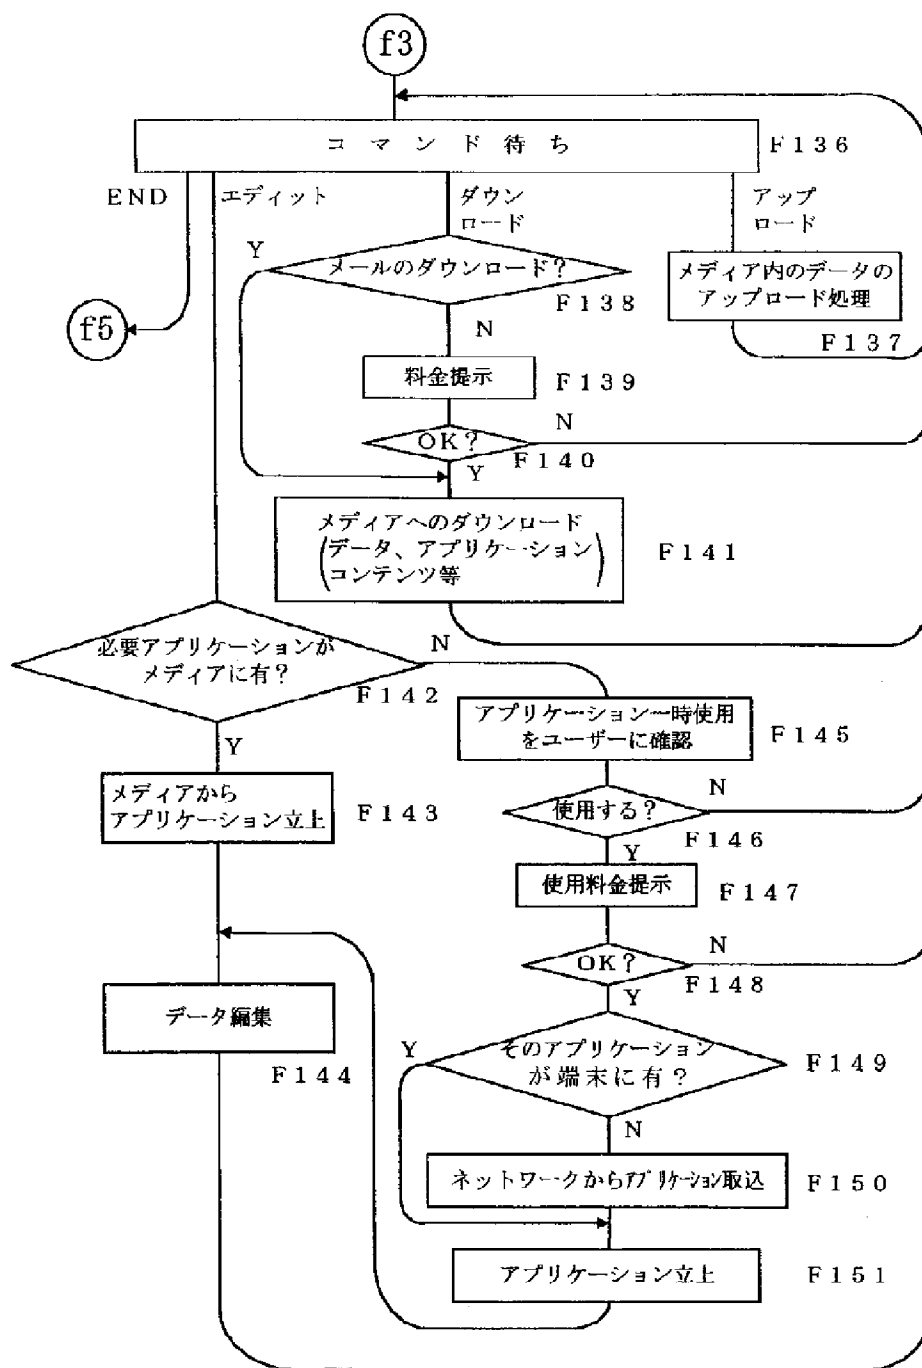 f3
コマンド待ち
F136
END
エディット
ダウン
ロード
アップ
ロード
Y
メールのダウンロード?
F138
メディア内のデータの
アップロード処理
F137
f5
N
料金提示
F139
N
OK?
F140
Y
メディアへのダウンロード
(データ、アプリケーション
コンテンツ等)
F141
必要アプリケーションが
メディアに有?
N
F142
アプリケーション一時使用
をユーザーに確認
F145
Y
メディアから
アプリケーション立上
F143
N
使用する?
F146
Y
使用料金提示
F147
N
OK?
F148
Y
データ編集
F144
Y
そのアプリケーション
が端末に有?
F149
N
ネットワークからアプリケーション取込
F150
アプリケーション立上
F151